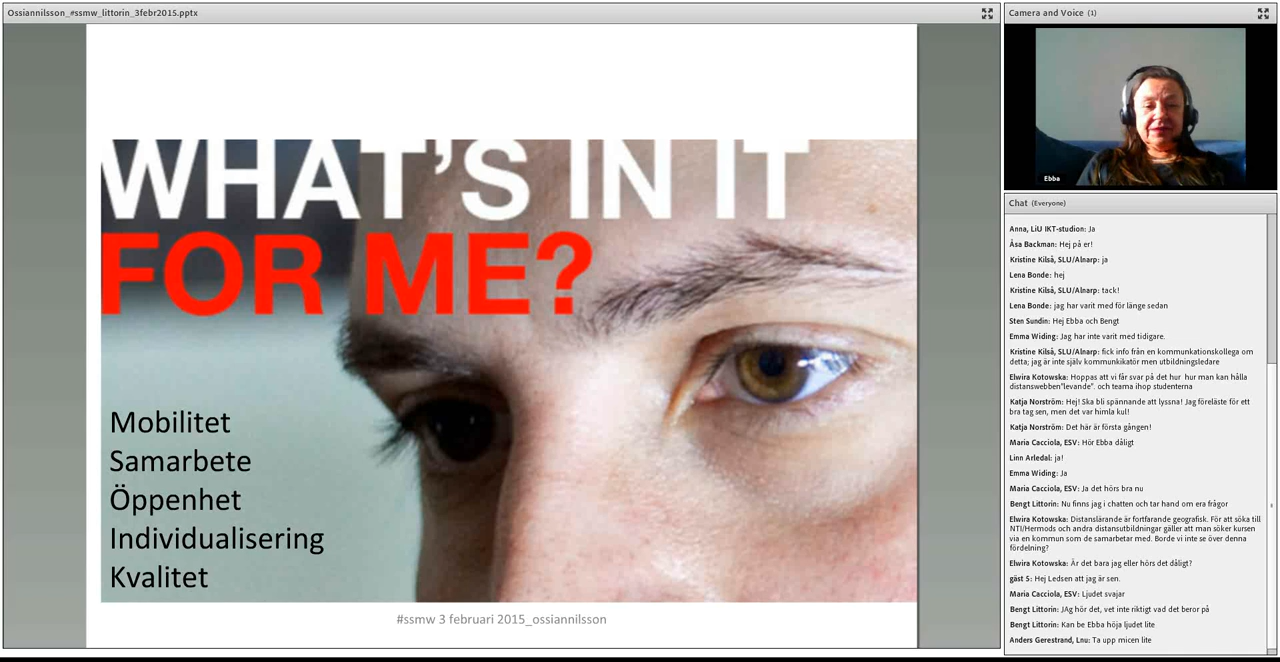 Ossiannilsson_#ssmw_littorin_3febr2015.pptx
WHAT'S IN IT
FOR ME?
Mobilitet
Samarbete
Öppenhet
Individualisering
Kvalitet
#ssmw 3 februari 2015_ossiannilsson
Camera and Voice (1)
Ebba
Chat (Everyone)
Anna, LiU IKT-studion: Ja
Åsa Backman: Hej på er!
Kristine Kilså, SLU/Alnarp: ja
Lena Bonde: hej
Kristine Kilså, SLU/Alnarp: tack!
Lena Bonde: jag har varit med för länge sedan
Sten Sundin: Hej Ebba och Bengt
Emma Widing: Jag har inte varit med tidigare.
Kristine Kilså, SLU/Alnarp: fick info från en kommunkationskollega om
detta; jag är inte själv kommunkikatör men utbildningsledare
Elwira Kotowska: Hoppas att vi får svar på det hur hur man kan hålla
distanswebben"levande". och teama ihop studenterna
Katja Norström: Hej! Ska bli spännande att lyssna! Jag föreläste för ett
bra tag sen, men det var himla kul!
Katja Norström: Det här är första gången!
Maria Cacciola, ESV: Hör Ebba dåligt
Linn Arledal: ja!
Emma Widing: Ja
Maria Cacciola, ESV: Ja det hörs bra nu
Bengt Littorin: Nu finns jag i chatten och tar hand om era frågor
Elwira Kotowska: Distanslärande är fortfarande geografisk. För att söka till
NTI/Hermods och andra distansutbildningar gäller att man söker kursen
via en kommun som de samarbetar med. Borde vi inte se över denna
fördelning?
Elwira Kotowska: Är det bara jag eller hörs det dåligt?
gäst 5: Hej Ledsen att jag är sen.
Maria Cacciola, ESV: Ljudet svajar
Bengt Littorin: JAg hör det, vet inte riktigt vad det beror på
Bengt Littorin: Kan be Ebba höja ljudet lite
Anders Gerestrand, Lnu: Ta upp micen lite